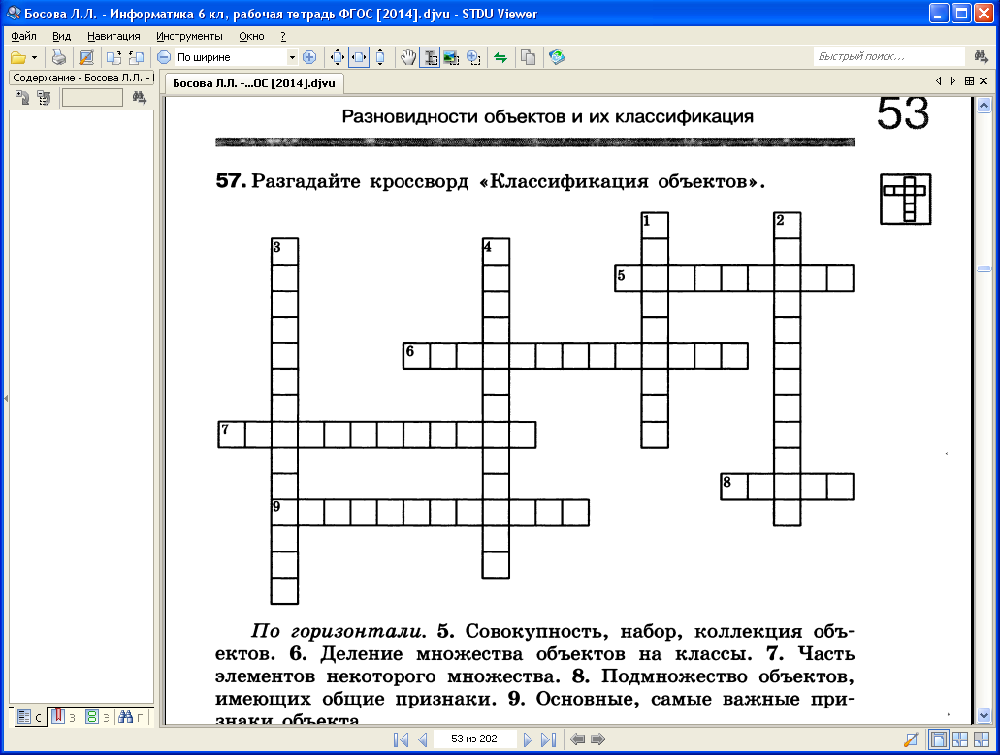 Босова Л.Л. - Информатика 6 кл, рабочая тетрадь ФГОС [2014].djvu - STDU Viewer
Файл Вид Навигация Инструменты Окно ?
По ширине
Быстрый поиск...
Содержание - Босова Л.Л. -
Босова Л.Л. -...ОС [2014].djvu
Разновидности объектов и их классификация
53
57. Разгадайте кроссворд «Классификация объектов».
1 2
3 4
5
6
7
8
9
По горизонтали. 5. Совокупность, набор, коллекция объ-
ектов. 6. Деление множества объектов на классы. 7. Часть
элементов некоторого множества. 8. Подмножество объектов,
имеющих общие признаки. 9. Основные, самые важные при-
знаки объекта.
С З З Г
53 из 202